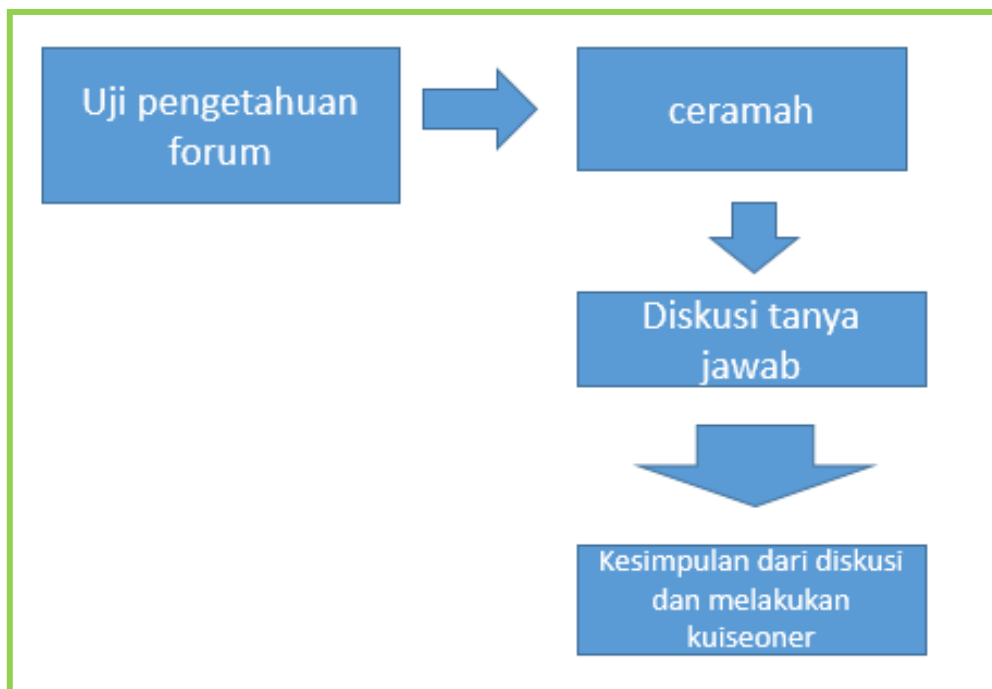 Uji pengetahuan
forum
ceramah
Diskusi tanya
jawab
Kesimpulan dari diskusi
dan melakukan
kuiseoner